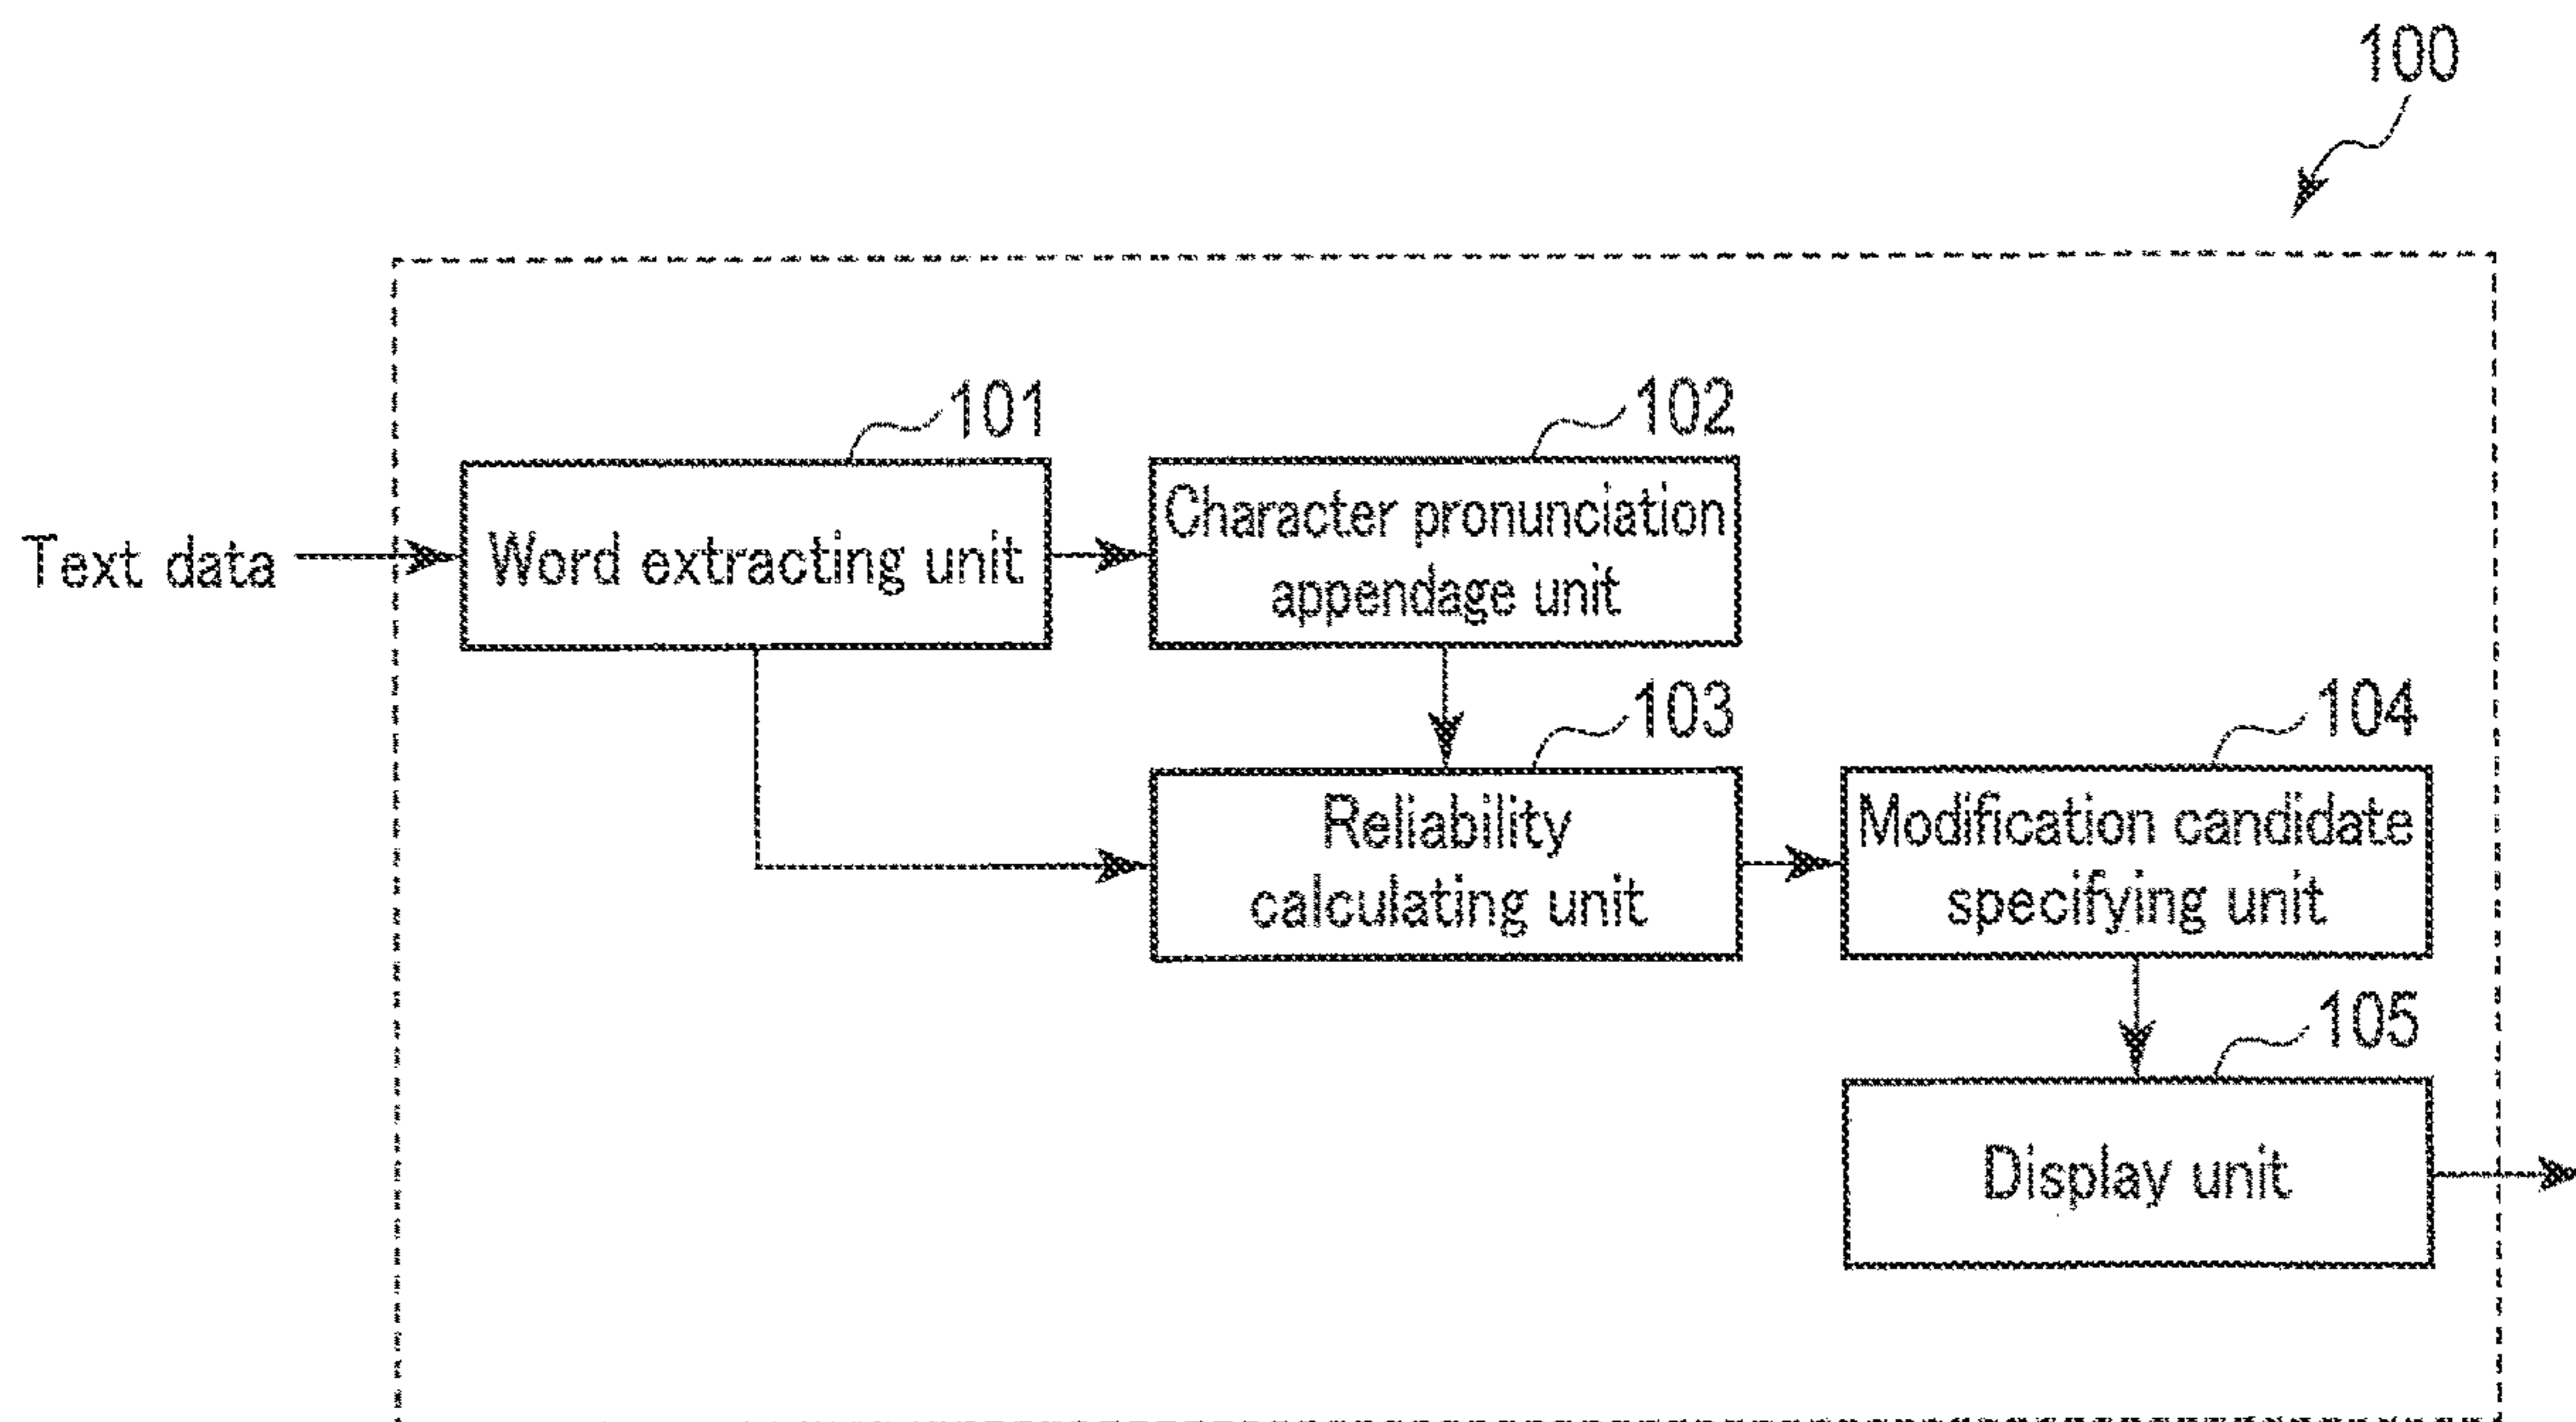 100
101
102
Text data
Word extracting unit
Character pronunciation
appendage unit
103
104
Reliability
calculating unit
Modification candidate
specifying unit
105
Display unit